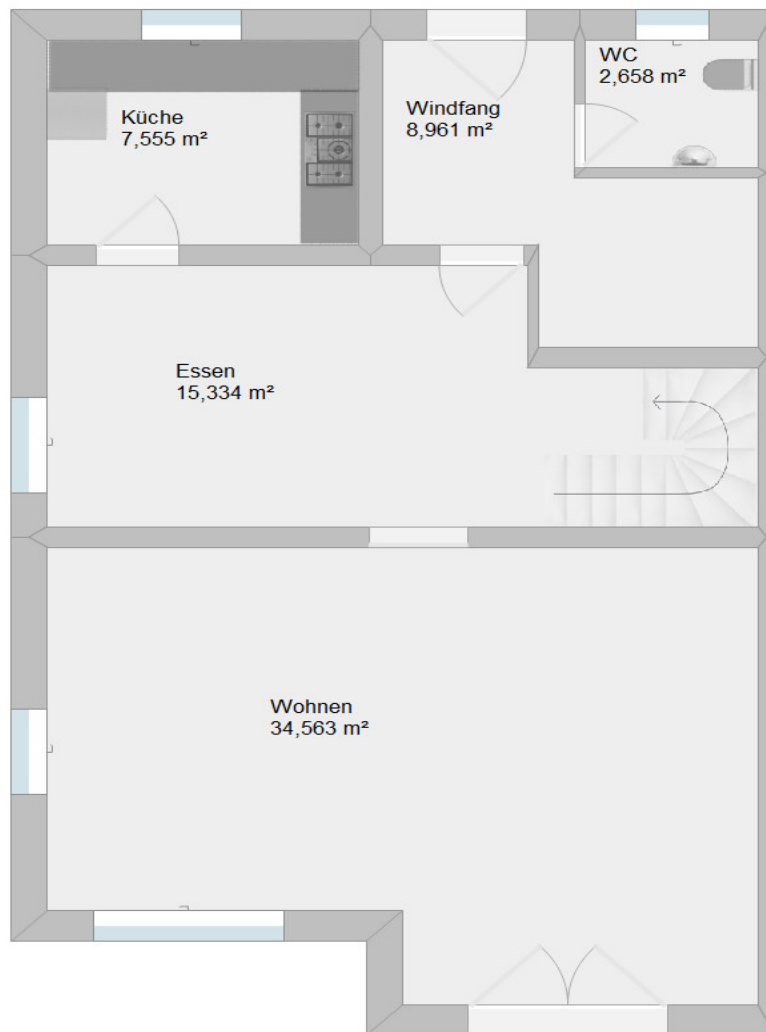 WC
2,658 m²
Küche
7,555 m²
Windfang
8,961 m²
Essen
15,334 m²
Wohnen
34,563 m²